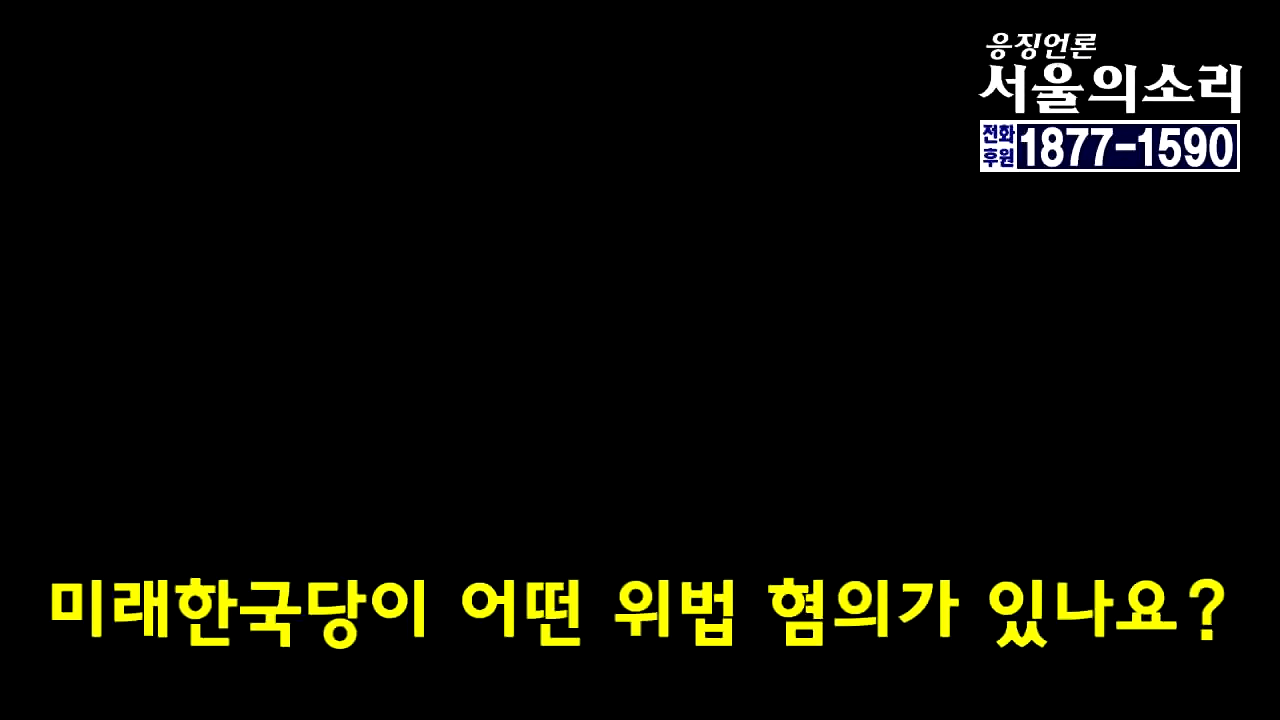 응징언론
서울의소리
전화
후원 1877-1590
미래한국당이 어떤 위법 혐의가 있나요?